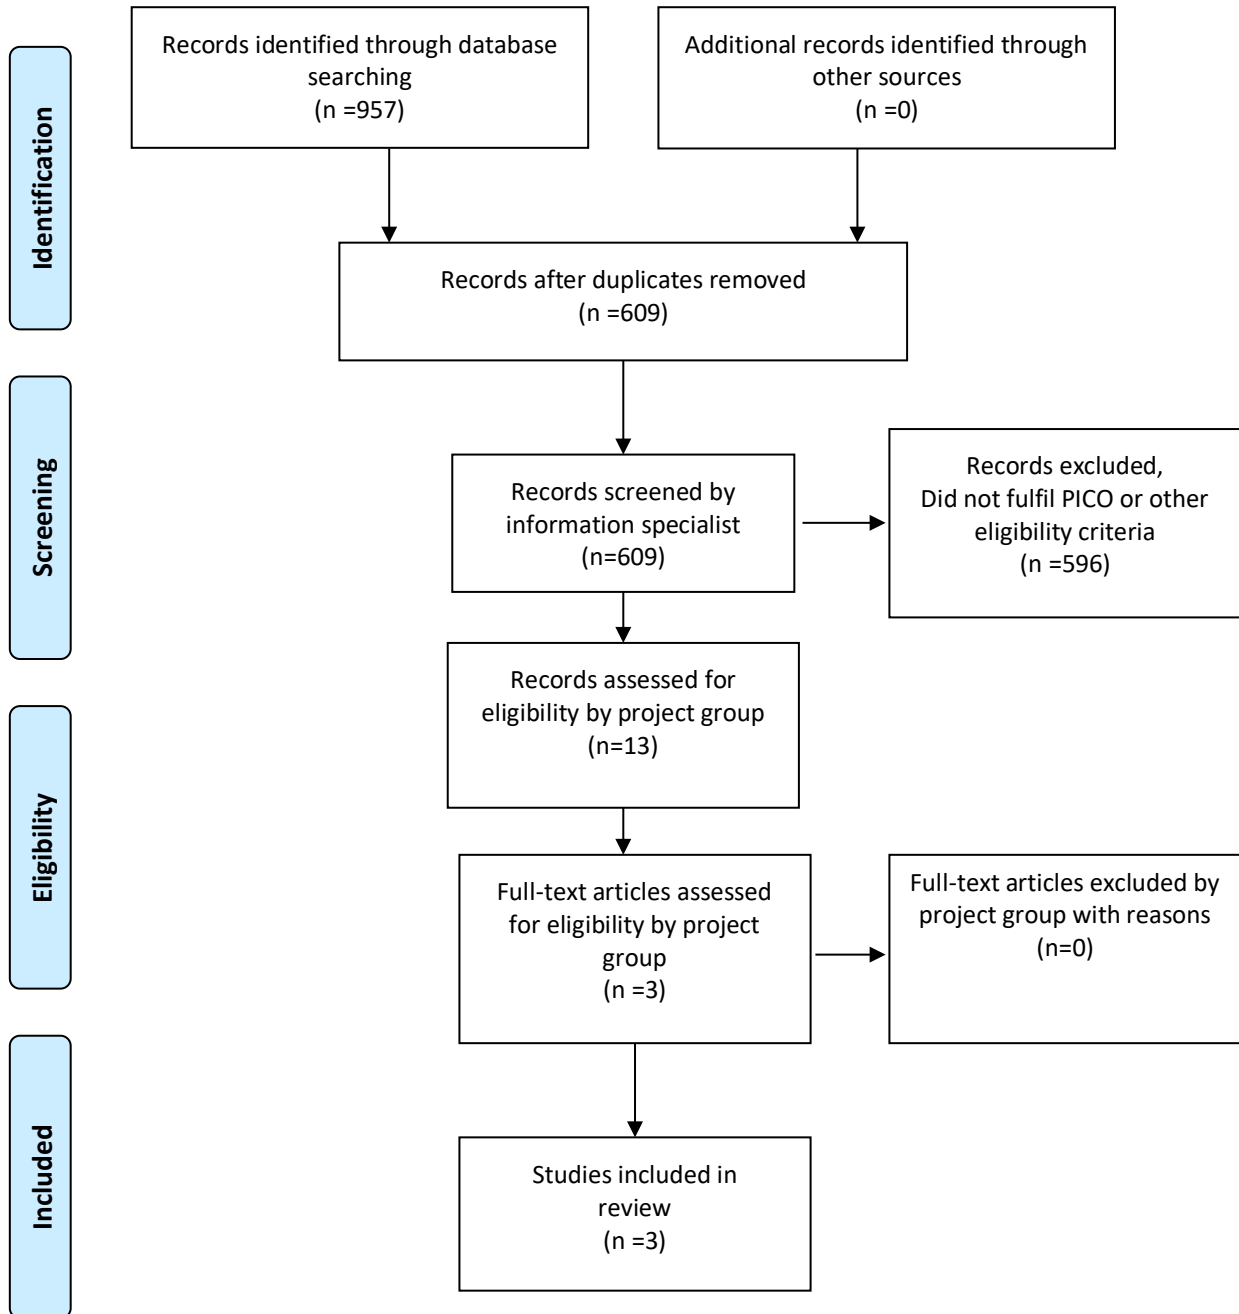 Identification
Records identified through database
searching
(n =957)
Additional records identified through
other sources
(n =0)
Records after duplicates removed
(n =609)
Screening
Records screened by
information specialist
(n=609)
Records excluded,
Did not fulfil PICO or other
eligibility criteria
(n =596)
Records assessed for
eligibility by project group
(n=13)
Eligibility
Full-text articles assessed
for eligibility by project
group
(n =3)
Full-text articles excluded by
project group with reasons
(n=0)
Included
Studies included in
review
(n =3)